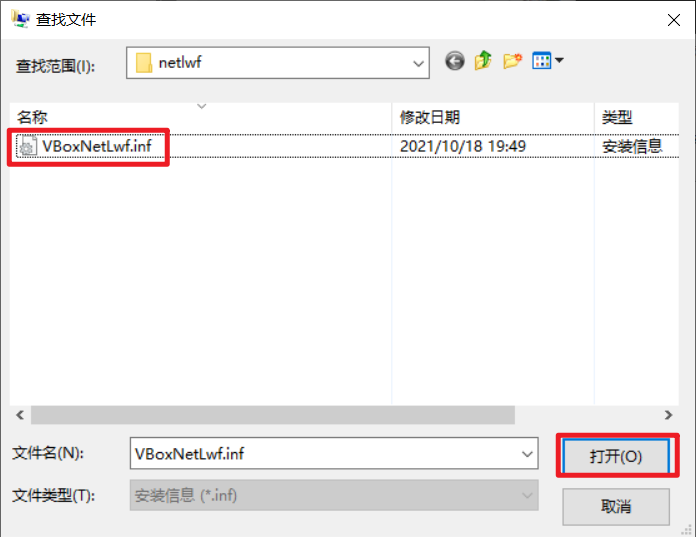 查找文件
查找范围(I):
netlwf
名称
修改日期
类型
VBoxNetLwf.inf
2021/10/18 19:49
安装信息
文件名(N):
VBoxNetLwf.inf
打开(O)
文件类型(T):
安装信息 (*.inf)
取消